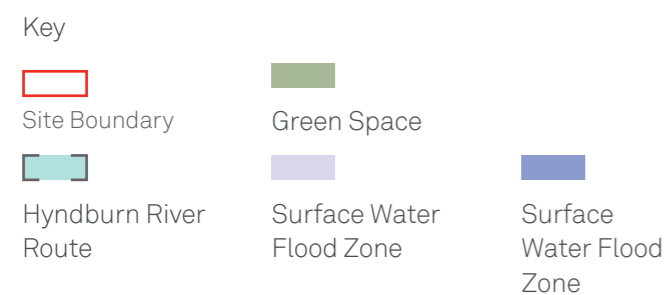 Key
Site Boundary
Green Space
Hyndburn River
Route
Surface Water
Flood Zone
Surface
Water Flood
Zone